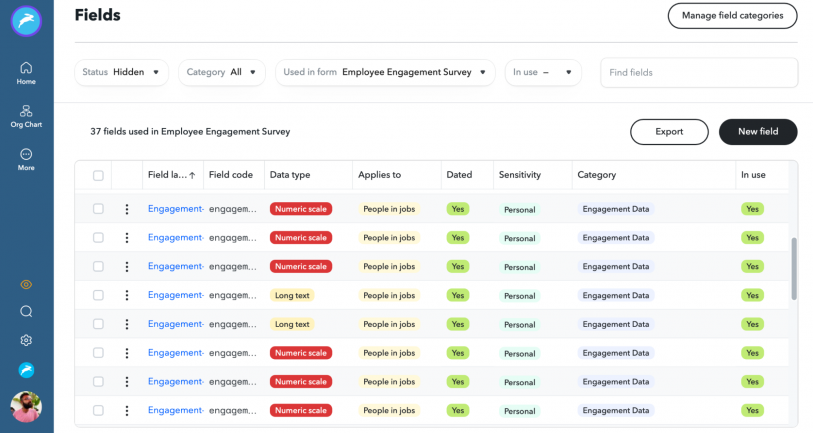 Fields
Manage field categories
Status Hidden
Category All
Used in form Employee Engagement Survey
In use –
Find fields
Home
Org Chart
More
37 fields used in Employee Engagement Survey
Export
New field
Field la... Field code Data type Applies to Dated Sensitivity Category In use
Engagement- engagem... Numeric scale People in jobs Yes Personal Engagement Data Yes
Engagement- engagem... Numeric scale People in jobs Yes Personal Engagement Data Yes
Engagement- engagem... Numeric scale People in jobs Yes Personal Engagement Data Yes
Engagement- engagem... Long text People in jobs Yes Personal Engagement Data Yes
Engagement- engagem... Long text People in jobs Yes Personal Engagement Data Yes
Engagement- engagem... Numeric scale People in jobs Yes Personal Engagement Data Yes
Engagement- engagem... Numeric scale People in jobs Yes Personal Engagement Data Yes
Engagement- engagem... Numeric scale People in jobs Yes Personal Engagement Data Yes